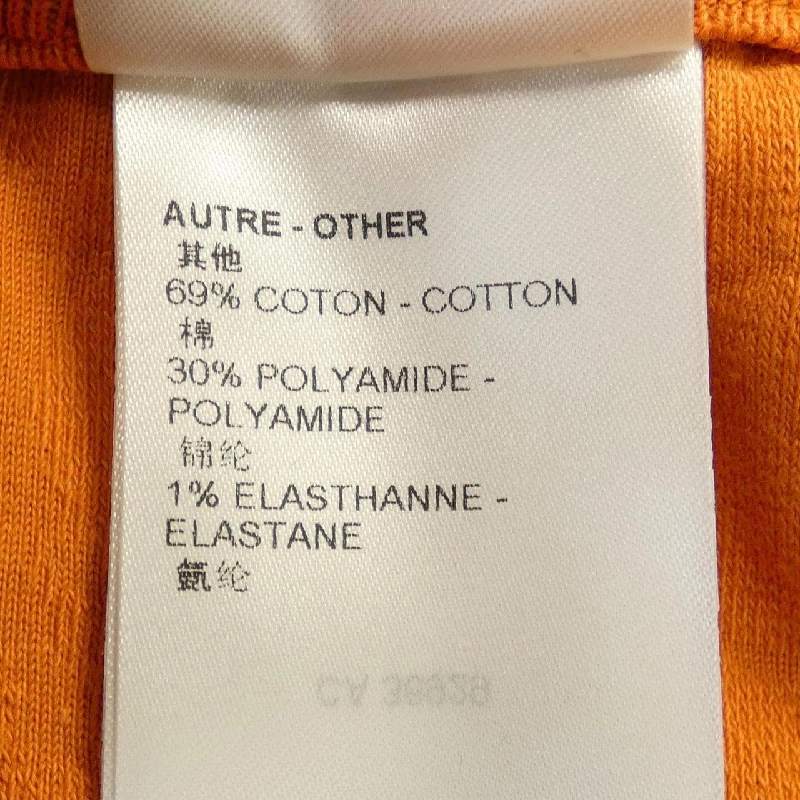 AUTRE - OTHER
其他
69% COTON - COTTON
棉
30% POLYAMIDE -
POLYAMIDE
锦纶
1% ELASTHANNE -
ELASTANE
氨纶